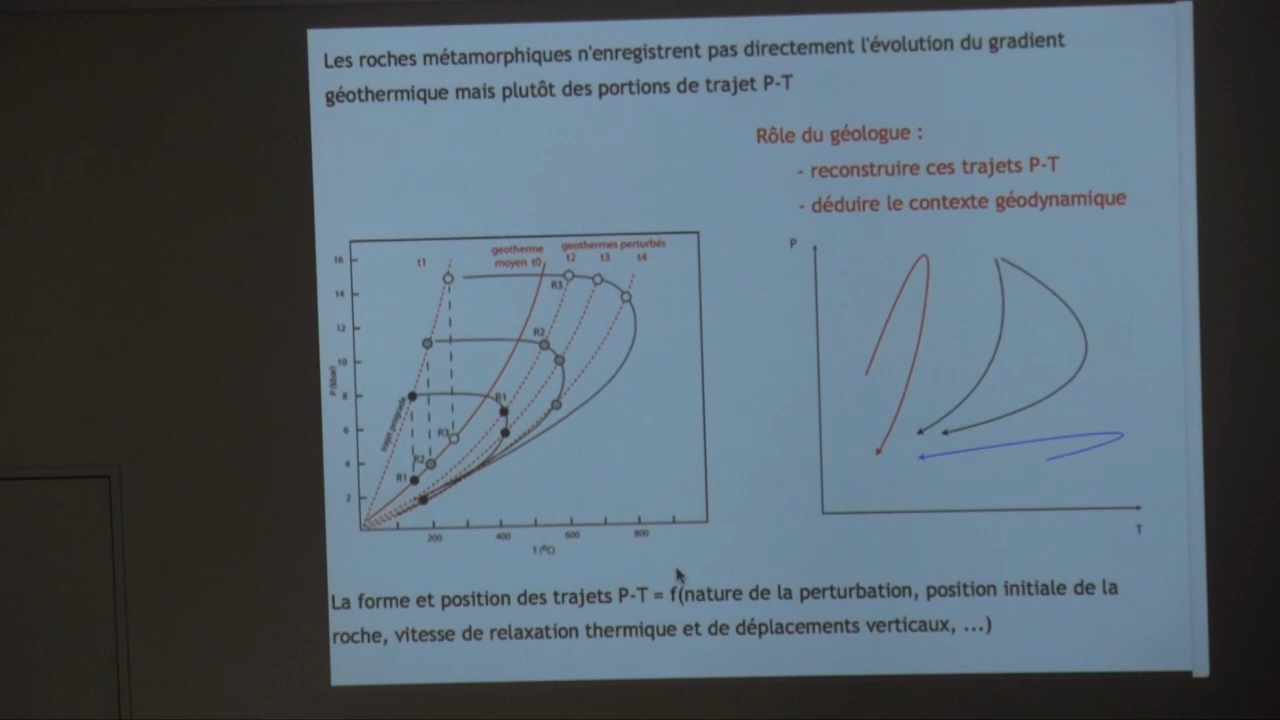 Les roches métamorphiques n'enregistrent pas directement l'évolution du gradient
géothermique mais plutôt des portions de trajet P-T
Rôle du géologue :
- reconstruire ces trajets P-T
- déduire le contexte géodynamique
geotherme
moyen t0
geothermes perturbés
t1
t2
t3
t4
16
14
12
10
8
6
4
2
P (kbar)
trajet prograde
R3
R2
R1
R3
R2
R1
200
400
600
800
T (°C)
P
T
La forme et position des trajets P-T = f(nature de la perturbation, position initiale de la
roche, vitesse de relaxation thermique et de déplacements verticaux, ...)